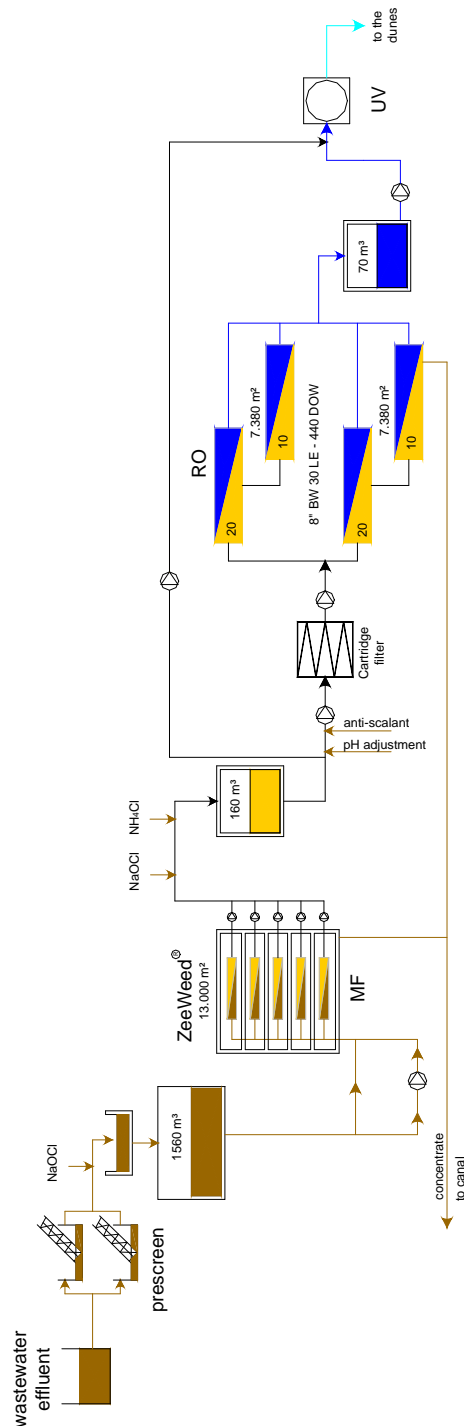 wastewater
effluent
prescreen
NaOCl
1560 m³
ZeeWeed®
13.000 m²
MF
NaOCl
NH₄Cl
160 m³
pH adjustment
anti-scalant
Cartridge
filter
RO
20
10
7.380 m²
8" BW 30 LE - 440 DOW
20
10
7.380 m²
70 m³
UV
to the
dunes
concentrate
to canal